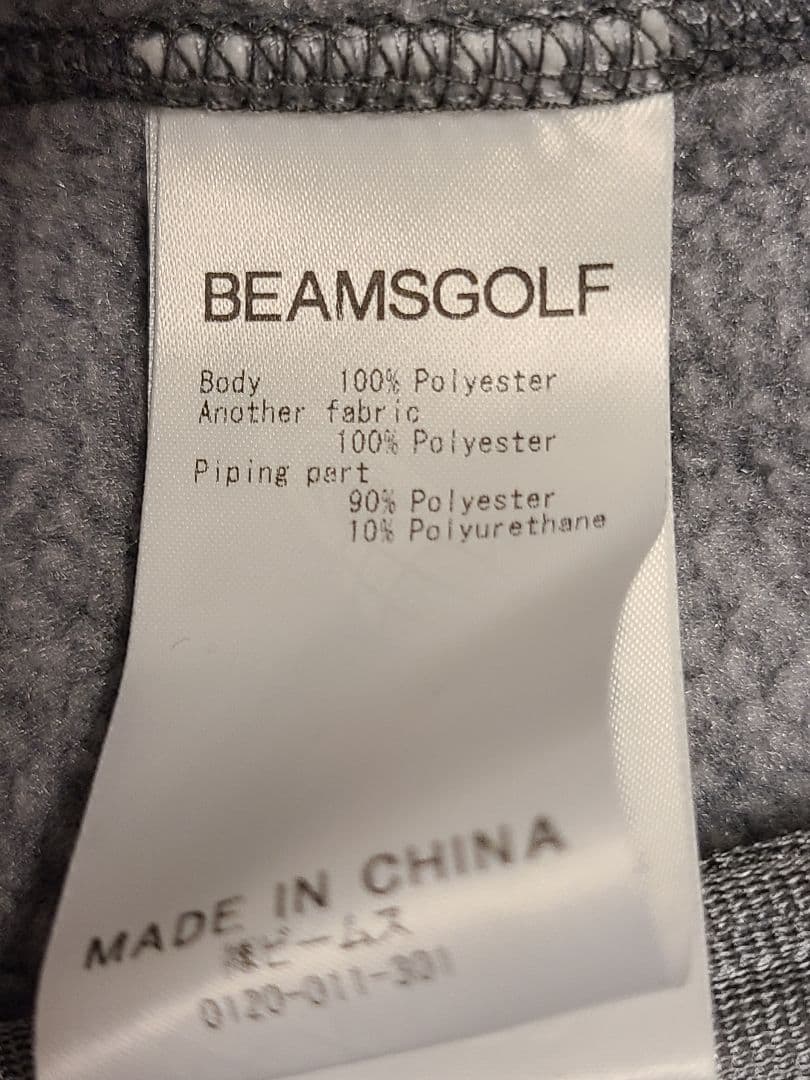 BEAMSGOLF
Body 100% Polyester
Another fabric
100% Polyester
Piping part
90% Polyester
10% Polyurethane
MADE IN CHINA
㈱ビームス
0120-011-301